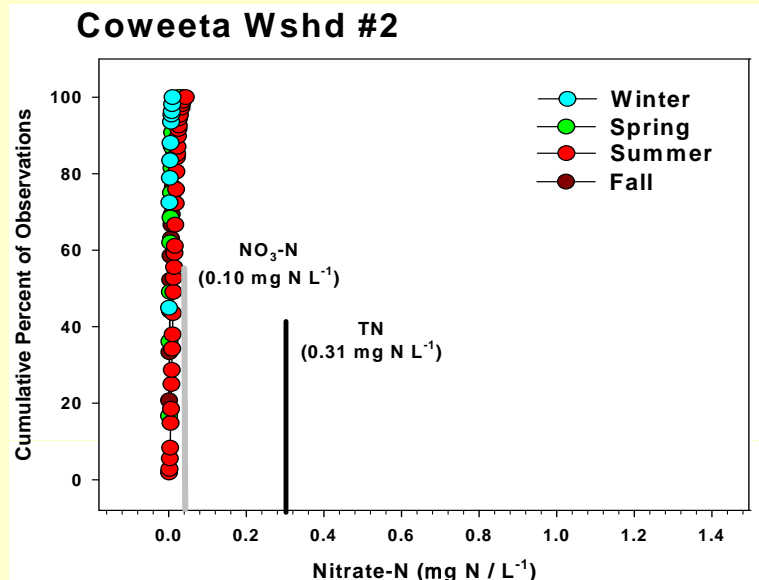 Coweeta Wshd #2
Cumulative Percent of Observations
100
80
60
40
20
0
Winter
Spring
Summer
Fall
NO₃-N
(0.10 mg N L⁻¹)
TN
(0.31 mg N L⁻¹)
0.0 0.2 0.4 0.6 0.8 1.0 1.2 1.4
Nitrate-N (mg N / L⁻¹)